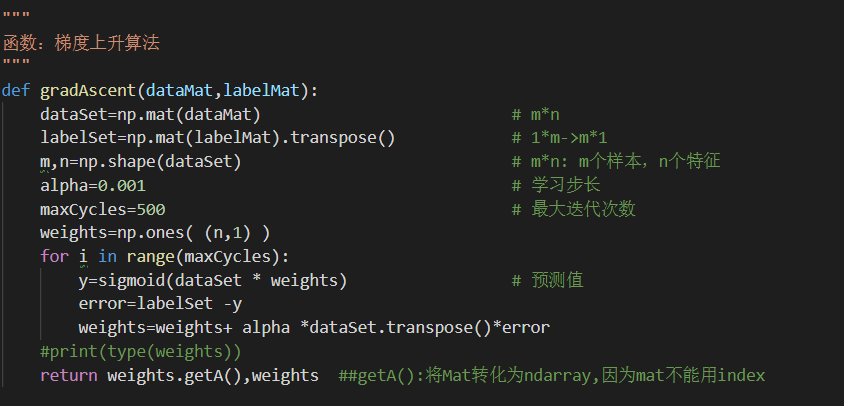 """
函数：梯度上升算法
"""
def gradAscent(dataMat,labelMat):
    dataSet=np.mat(dataMat)                          # m*n
    labelSet=np.mat(labelMat).transpose()            # 1*m->m*1
    m,n=np.shape(dataSet)                            # m*n: m个样本，n个特征
    alpha=0.001                                      # 学习步长
    maxCycles=500                                    # 最大迭代次数
    weights=np.ones( (n,1) )
    for i in range(maxCycles):
        y=sigmoid(dataSet * weights)                 # 预测值
        error=labelSet -y
        weights=weights+ alpha *dataSet.transpose()*error
    #print(type(weights))
    return weights.getA(),weights  ##getA():将Mat转化为ndarray,因为mat不能用index